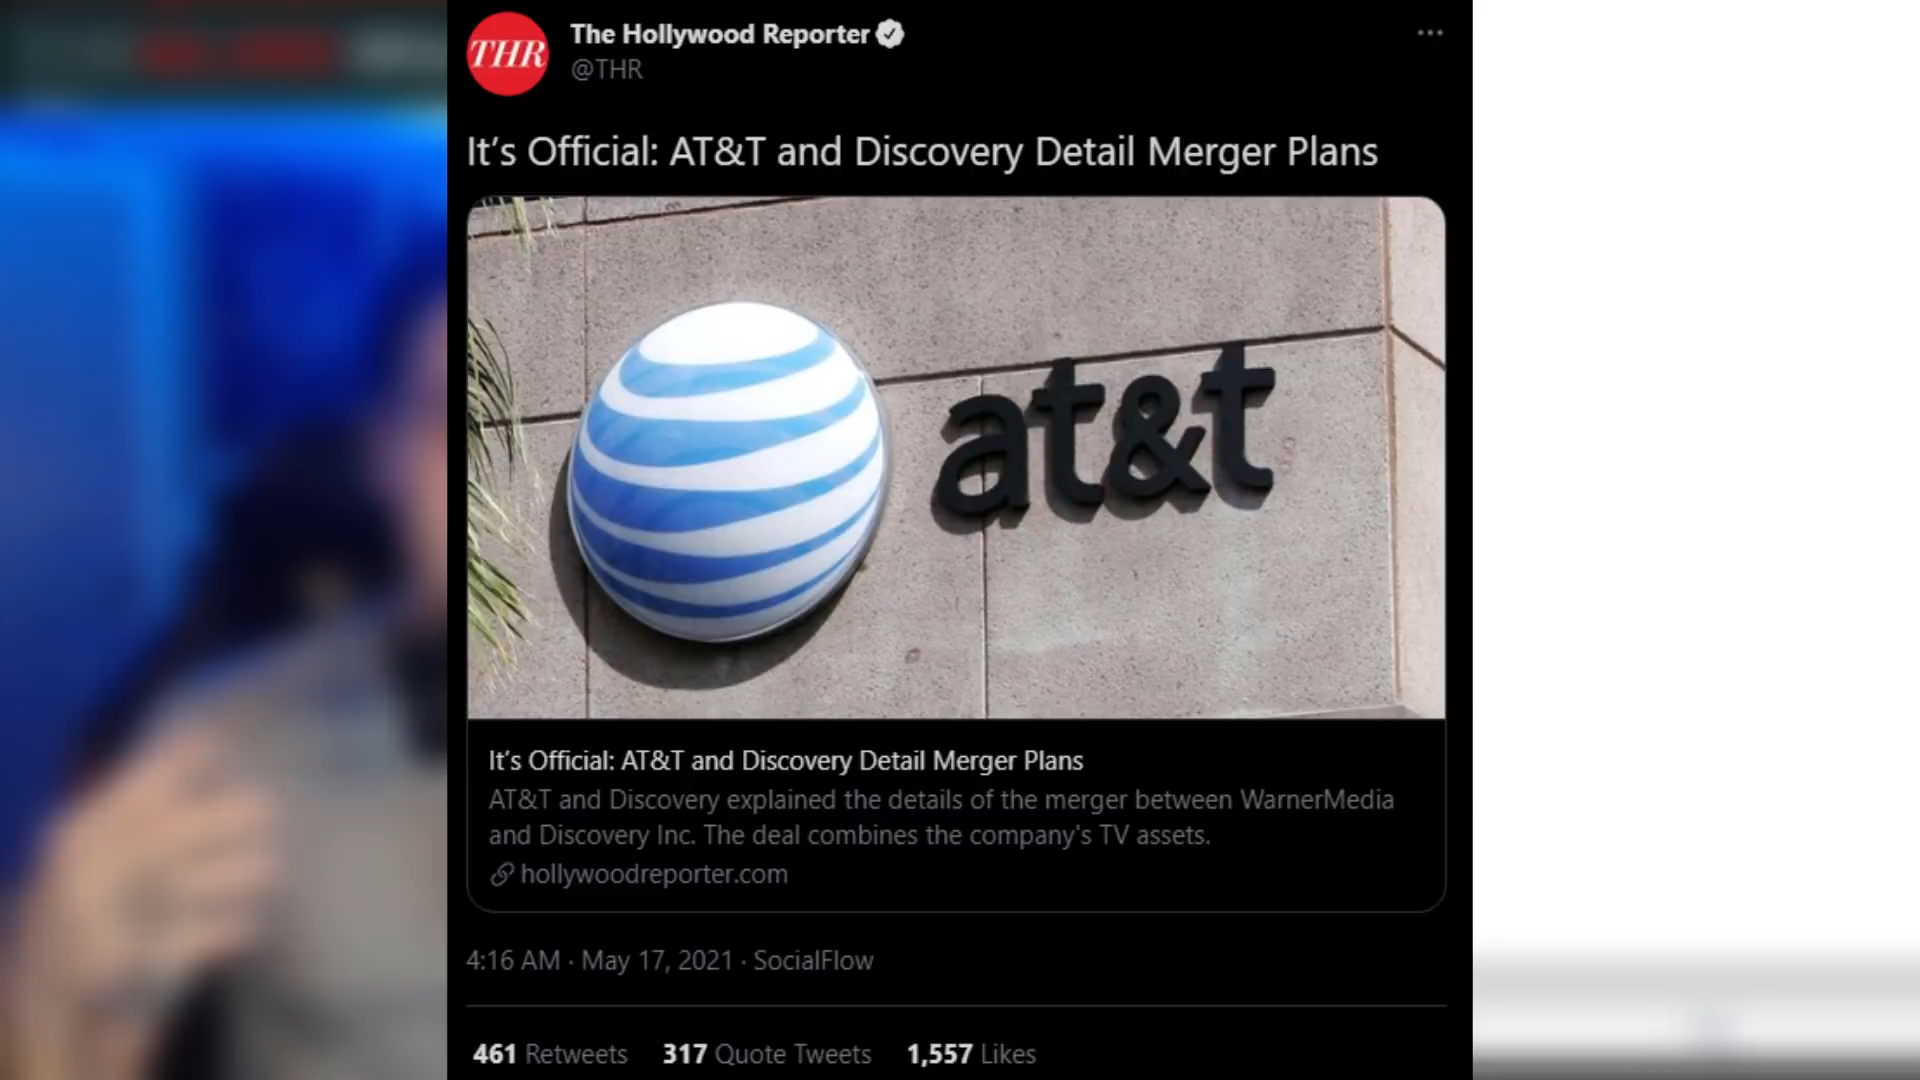 THR
The Hollywood Reporter
@THR
It’s Official: AT&T and Discovery Detail Merger Plans
at&t
It’s Official: AT&T and Discovery Detail Merger Plans
AT&T and Discovery explained the details of the merger between WarnerMedia
and Discovery Inc. The deal combines the company's TV assets.
hollywoodreporter.com
4:16 AM · May 17, 2021 · SocialFlow
461 Retweets 317 Quote Tweets 1,557 Likes